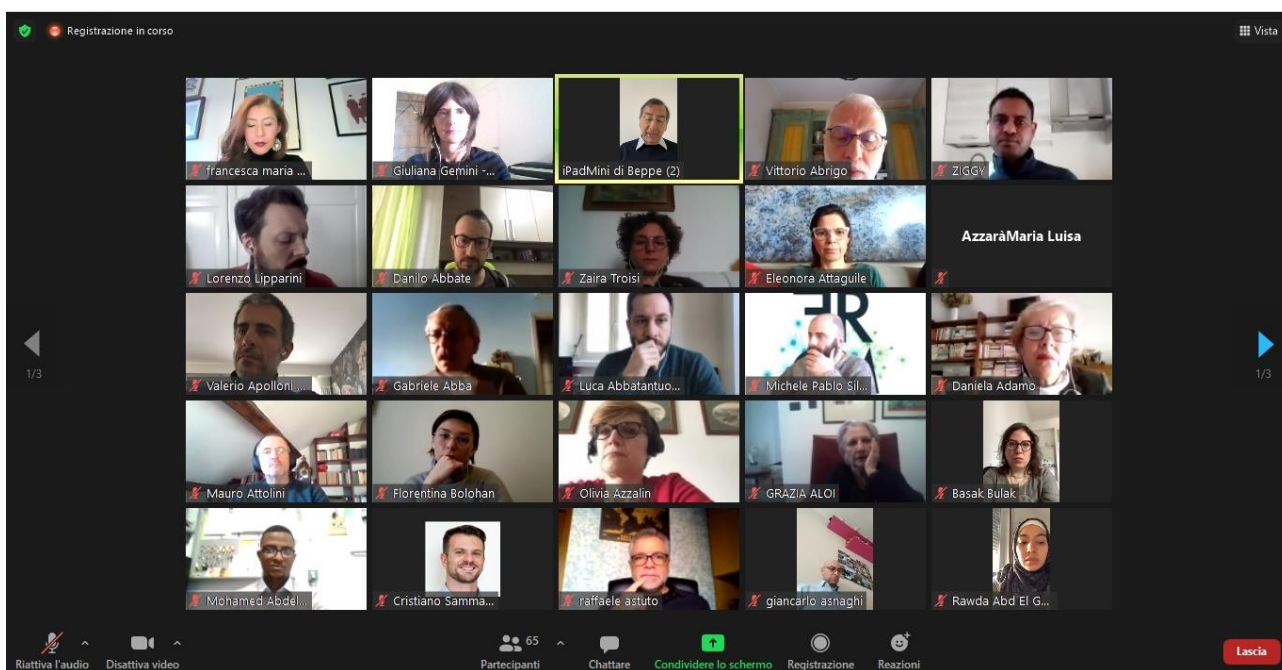 Registrazione in corso
Vista
francesca maria ...
Giuliana Gemini -...
iPadMini di Beppe (2)
Vittorio Abrigo
ZIGGY
Lorenzo Lipparini
Danilo Abbate
Zaira Troisi
Eleonora Attaguile
AzzaràMaria Luisa
Valerio Apolloni ...
Gabriele Abba
Luca Abbatantuo...
Michele Pablo Sil...
Daniela Adamo
1/3
1/3
Mauro Attolini
Florentina Bolohan
Olivia Azzalin
GRAZIA ALOI
Basak Bulak
Mohamed Abdel...
Cristiano Samma...
raffaele astuto
giancarlo asnaghi
Rawda Abd El G...
65
Riattiva l'audio
Disattiva video
Partecipanti
Chattare
Condividere lo schermo
Registrazione
Reazioni
Lascia